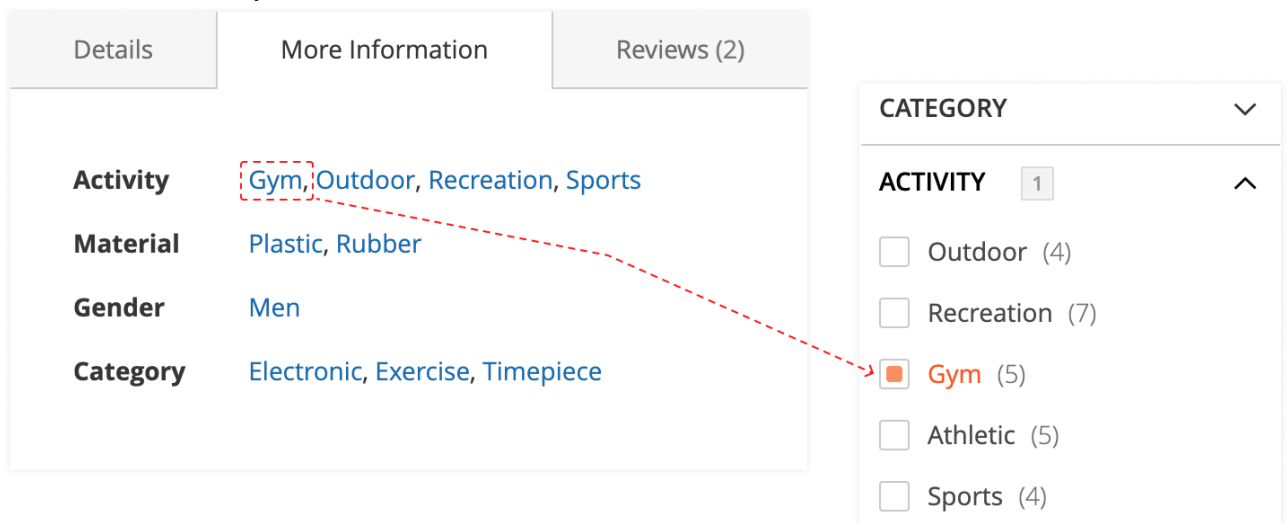 Details More Information Reviews (2)
Activity Gym, Outdoor, Recreation, Sports
Material Plastic, Rubber
Gender Men
Category Electronic, Exercise, Timepiece
CATEGORY
ACTIVITY 1
Outdoor (4)
Recreation (7)
Gym (5)
Athletic (5)
Sports (4)